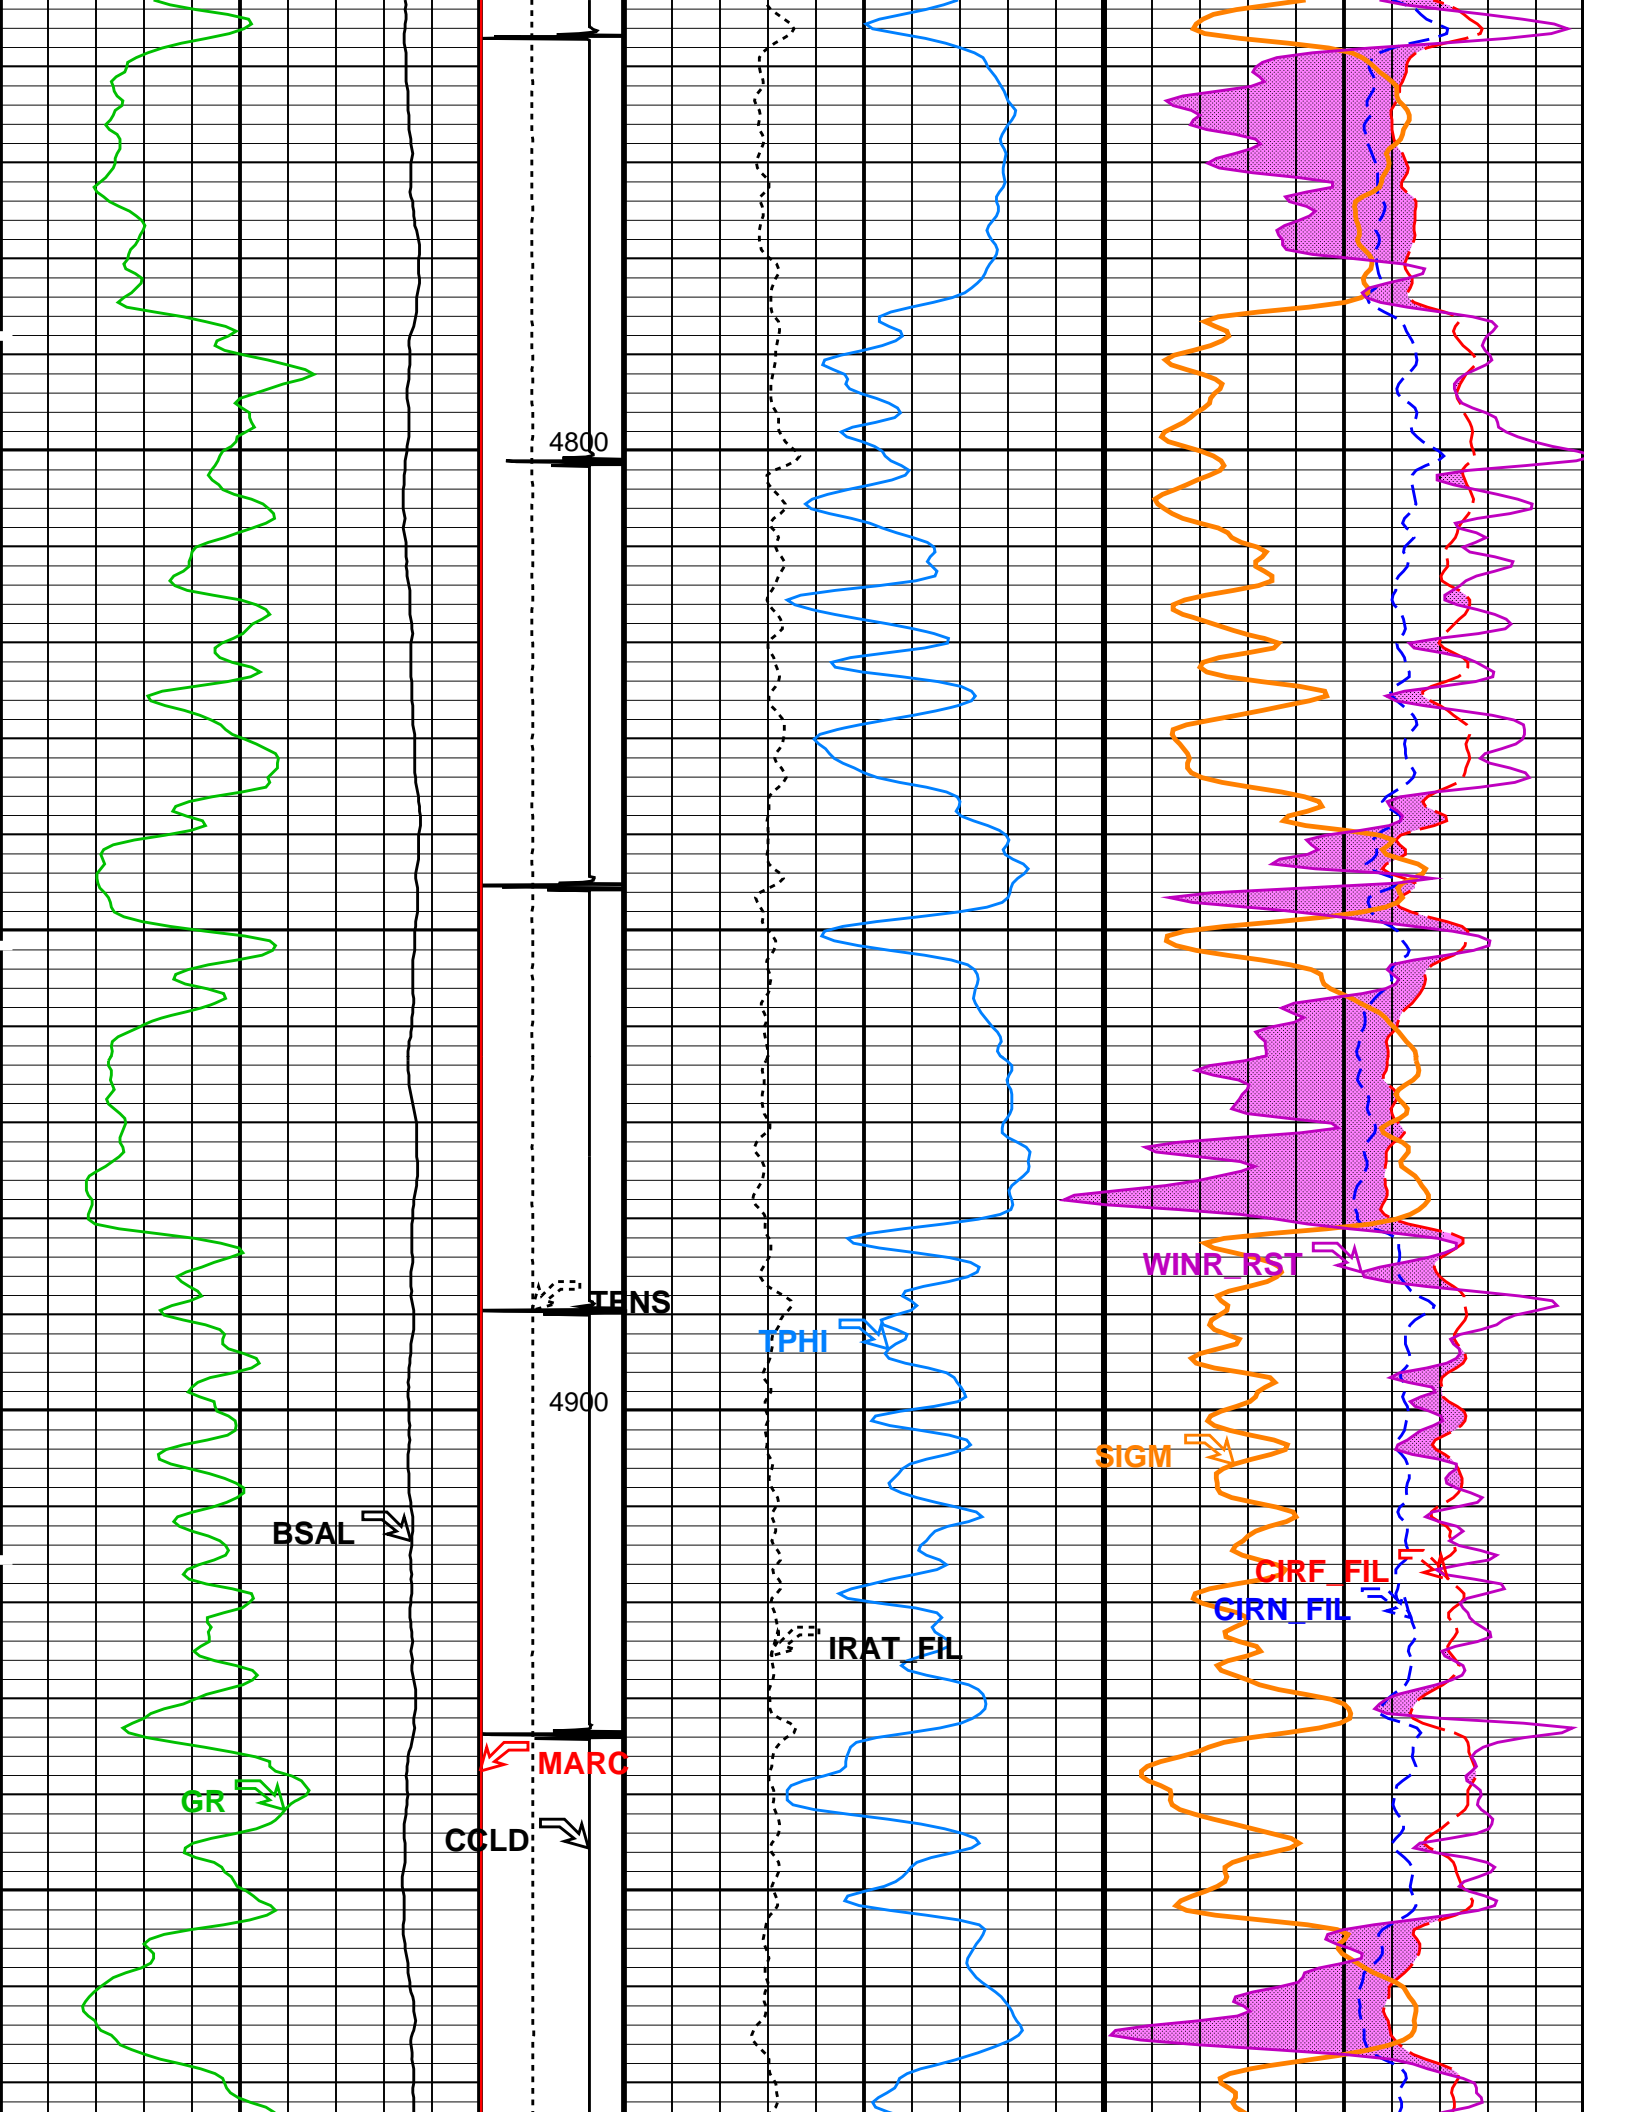 4800
WINR_RST
TENS
TPHI
4900
SIGM
BSAL
CIRF_FIL
CIRN_FIL
IRAT_FIL
MARC
GR
CCLD